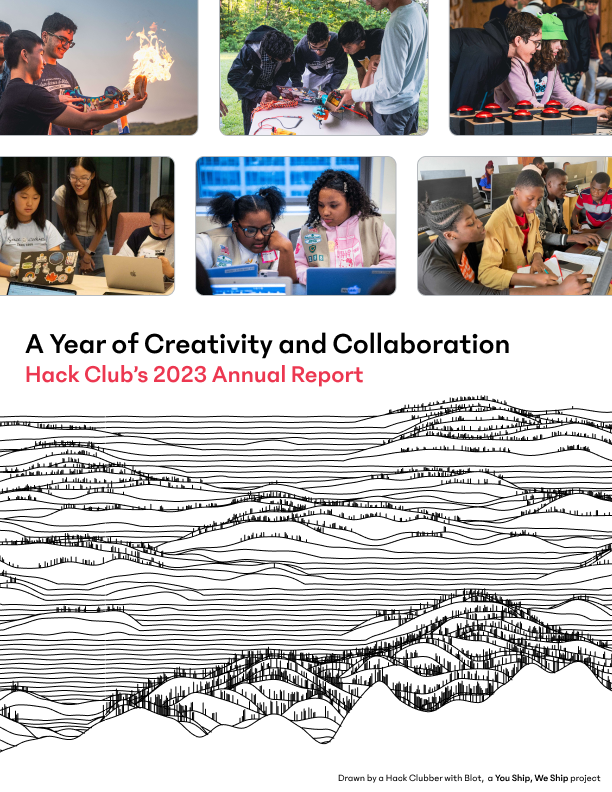 A Year of Creativity and Collaboration
Hack Club’s 2023 Annual Report
Drawn by a Hack Clubber with Blot, a You Ship, We Ship project